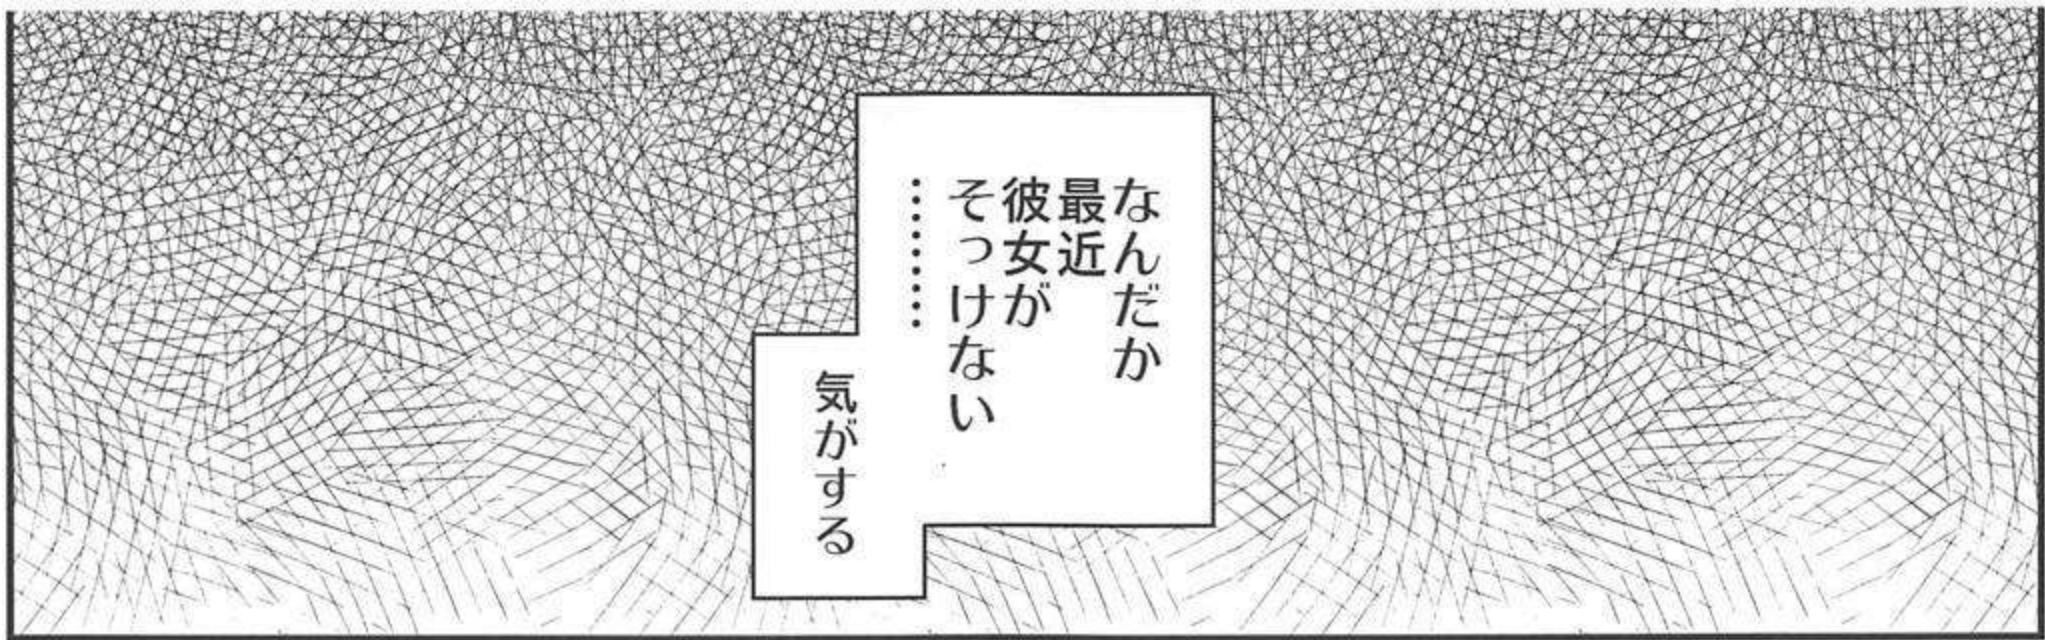 なんだか
最近
彼女が
そっけない
………
気がする